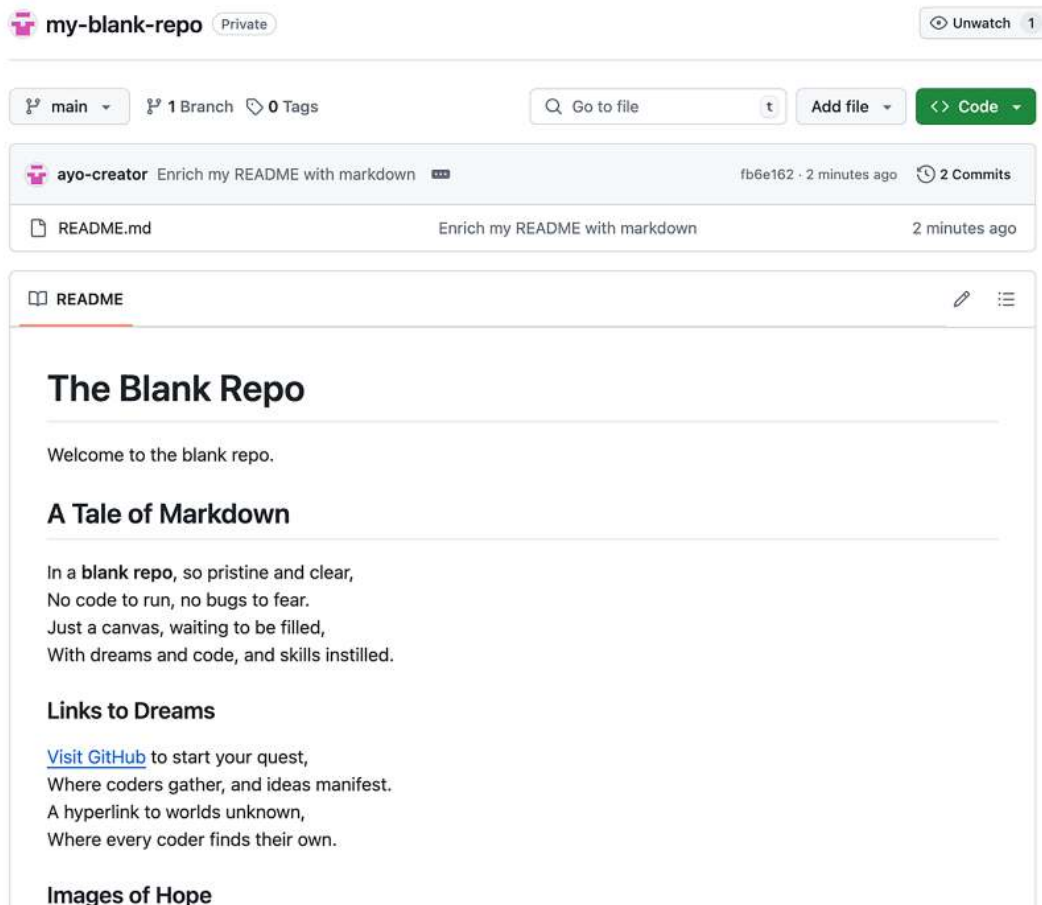 my-blank-repo Private Unwatch 1
main 1 Branch 0 Tags Go to file t Add file <> Code
ayo-creator Enrich my README with markdown fb6e162 · 2 minutes ago 2 Commits
README.md Enrich my README with markdown 2 minutes ago
README
The Blank Repo
Welcome to the blank repo.
A Tale of Markdown
In a blank repo, so pristine and clear,
No code to run, no bugs to fear.
Just a canvas, waiting to be filled,
With dreams and code, and skills instilled.
Links to Dreams
Visit GitHub to start your quest,
Where coders gather, and ideas manifest.
A hyperlink to worlds unknown,
Where every coder finds their own.
Images of Hope